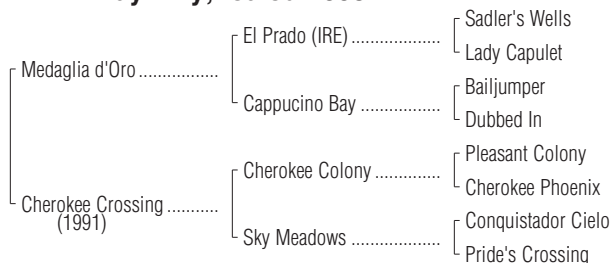 El Prado (IRE) ....................
Sadler's Wells
Lady Capulet
Medaglia d'Oro .................
Cappucino Bay .................
Bailjumper
Dubbed In
Cherokee Colony ..............
Pleasant Colony
Cherokee Phoenix
Cherokee Crossing ...........
(1991)
Sky Meadows ...................
Conquistador Cielo
Pride's Crossing